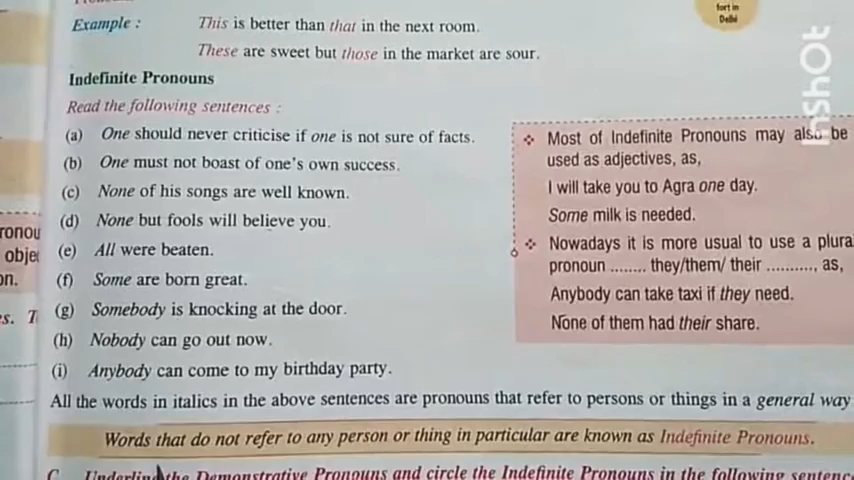 fort in
Delhi
Example : This is better than that in the next room.
These are sweet but those in the market are sour.
InShOt
Indefinite Pronouns
Read the following sentences :
(a) One should never criticise if one is not sure of facts.
(b) One must not boast of one's own success.
(c) None of his songs are well known.
(d) None but fools will believe you.
(e) All were beaten.
(f) Some are born great.
(g) Somebody is knocking at the door.
(h) Nobody can go out now.
(i) Anybody can come to my birthday party.
❖ Most of Indefinite Pronouns may also be
used as adjectives, as,
I will take you to Agra one day.
Some milk is needed.
❖ Nowadays it is more usual to use a plura
pronoun ........ they/them/ their .........., as,
Anybody can take taxi if they need.
None of them had their share.
ronou
obje
on.
s. T
All the words in italics in the above sentences are pronouns that refer to persons or things in a general way
Words that do not refer to any person or thing in particular are known as Indefinite Pronouns.
C. Underline the Demonstrative Pronouns and circle the Indefinite Pronouns in the following sentence